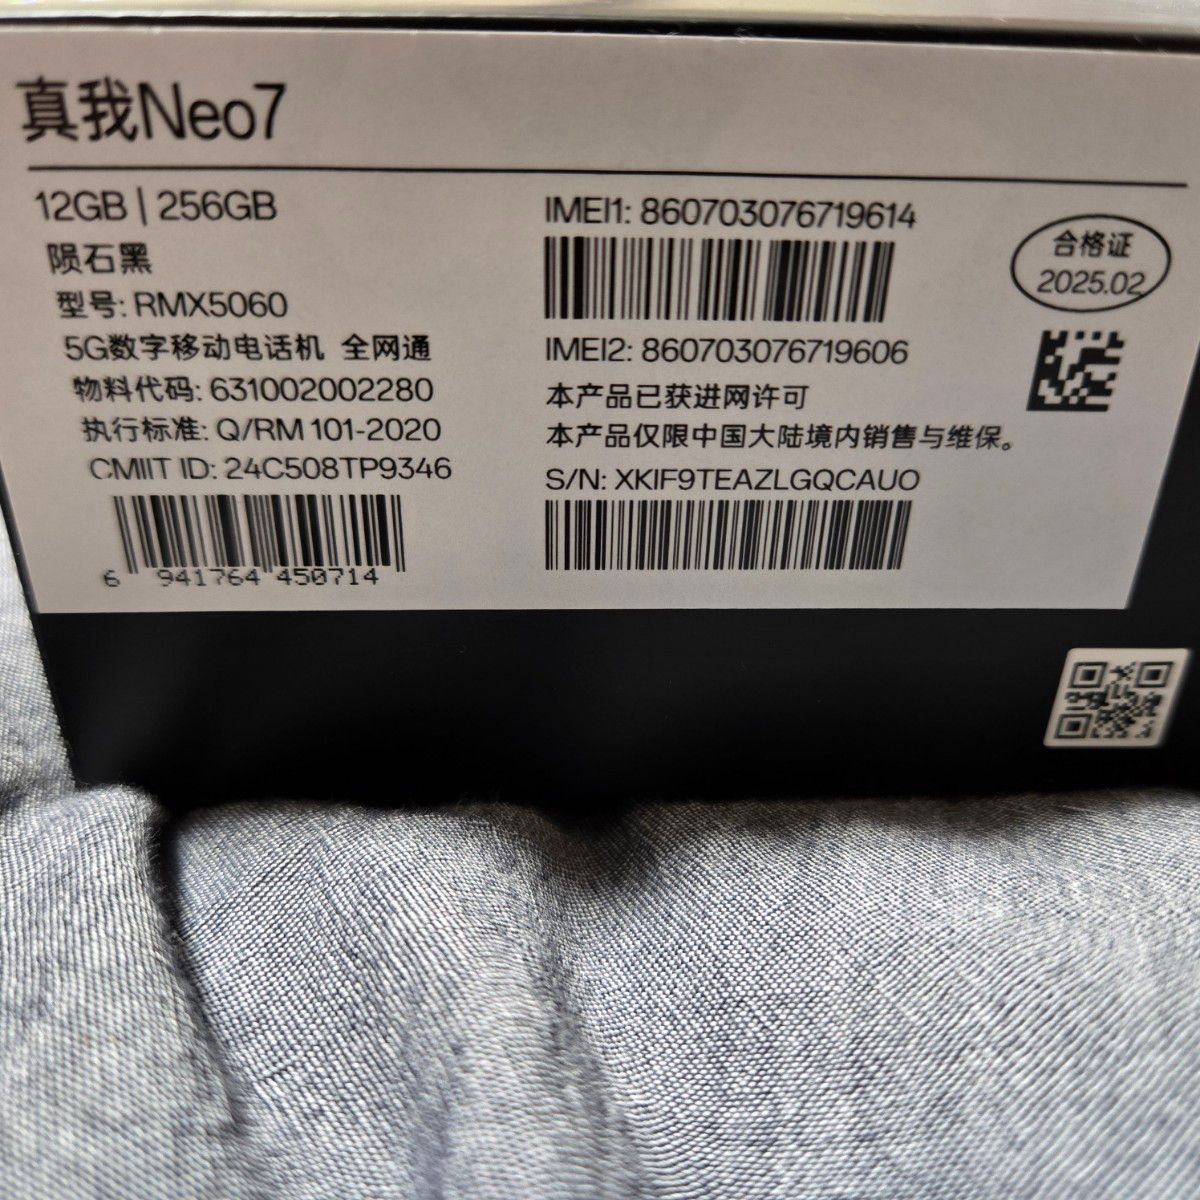 真我Neo7
12GB | 256GB
陨石黑
型号: RMX5060
5G数字移动电话机 全网通
物料代码: 631002002280
执行标准: Q/RM 101-2020
CMIIT ID: 24C508TP9346
6 941764 450714
IMEI1: 860703076719614
IMEI2: 860703076719606
本产品已获进网许可
本产品仅限中国大陆境内销售与维保。
S/N: XKIF9TEAZLGQCAUO
合格证
2025.02